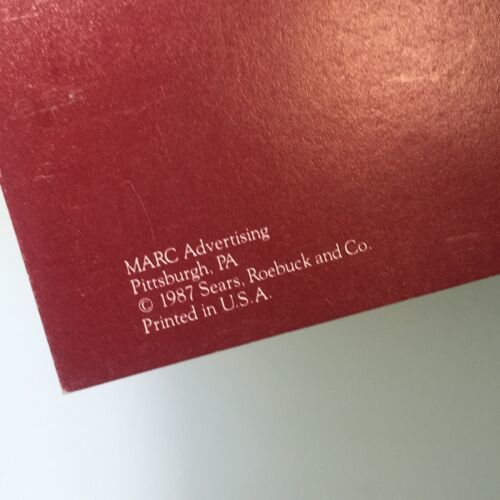 MARC Advertising
Pittsburgh, PA
© 1987 Sears, Roebuck and Co.
Printed in U.S.A.